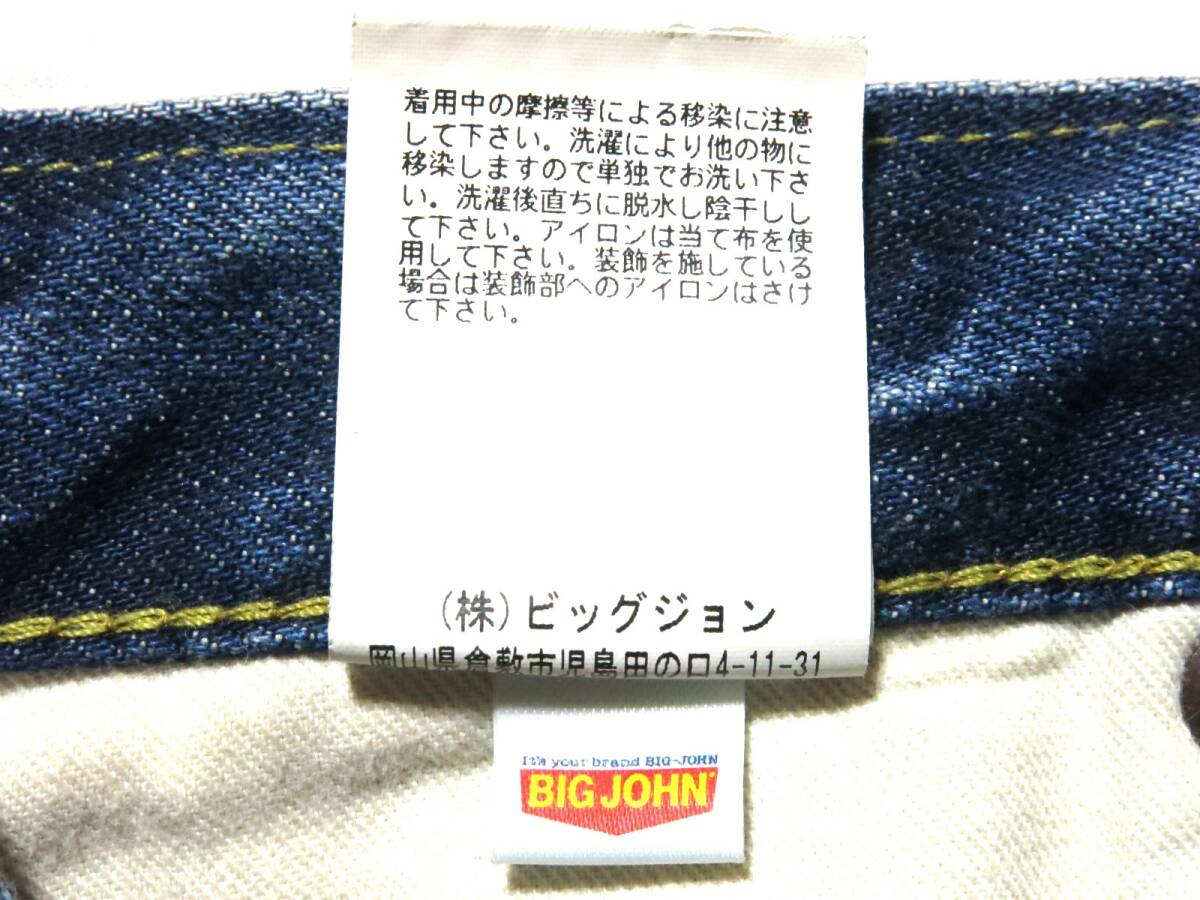 着用中の摩擦等による移染に注意
して下さい。洗濯により他の物に
移染しますので単独でお洗い下さ
い。洗濯後直ちに脱水し陰干しし
て下さい。アイロンは当て布を使
用して下さい。装飾を施している
場合は装飾部へのアイロンはさけ
て下さい。
(株)ビッグジョン
岡山県倉敷市児島田の口4-11-31
It's your brand BIG-JOHN
BIG JOHN